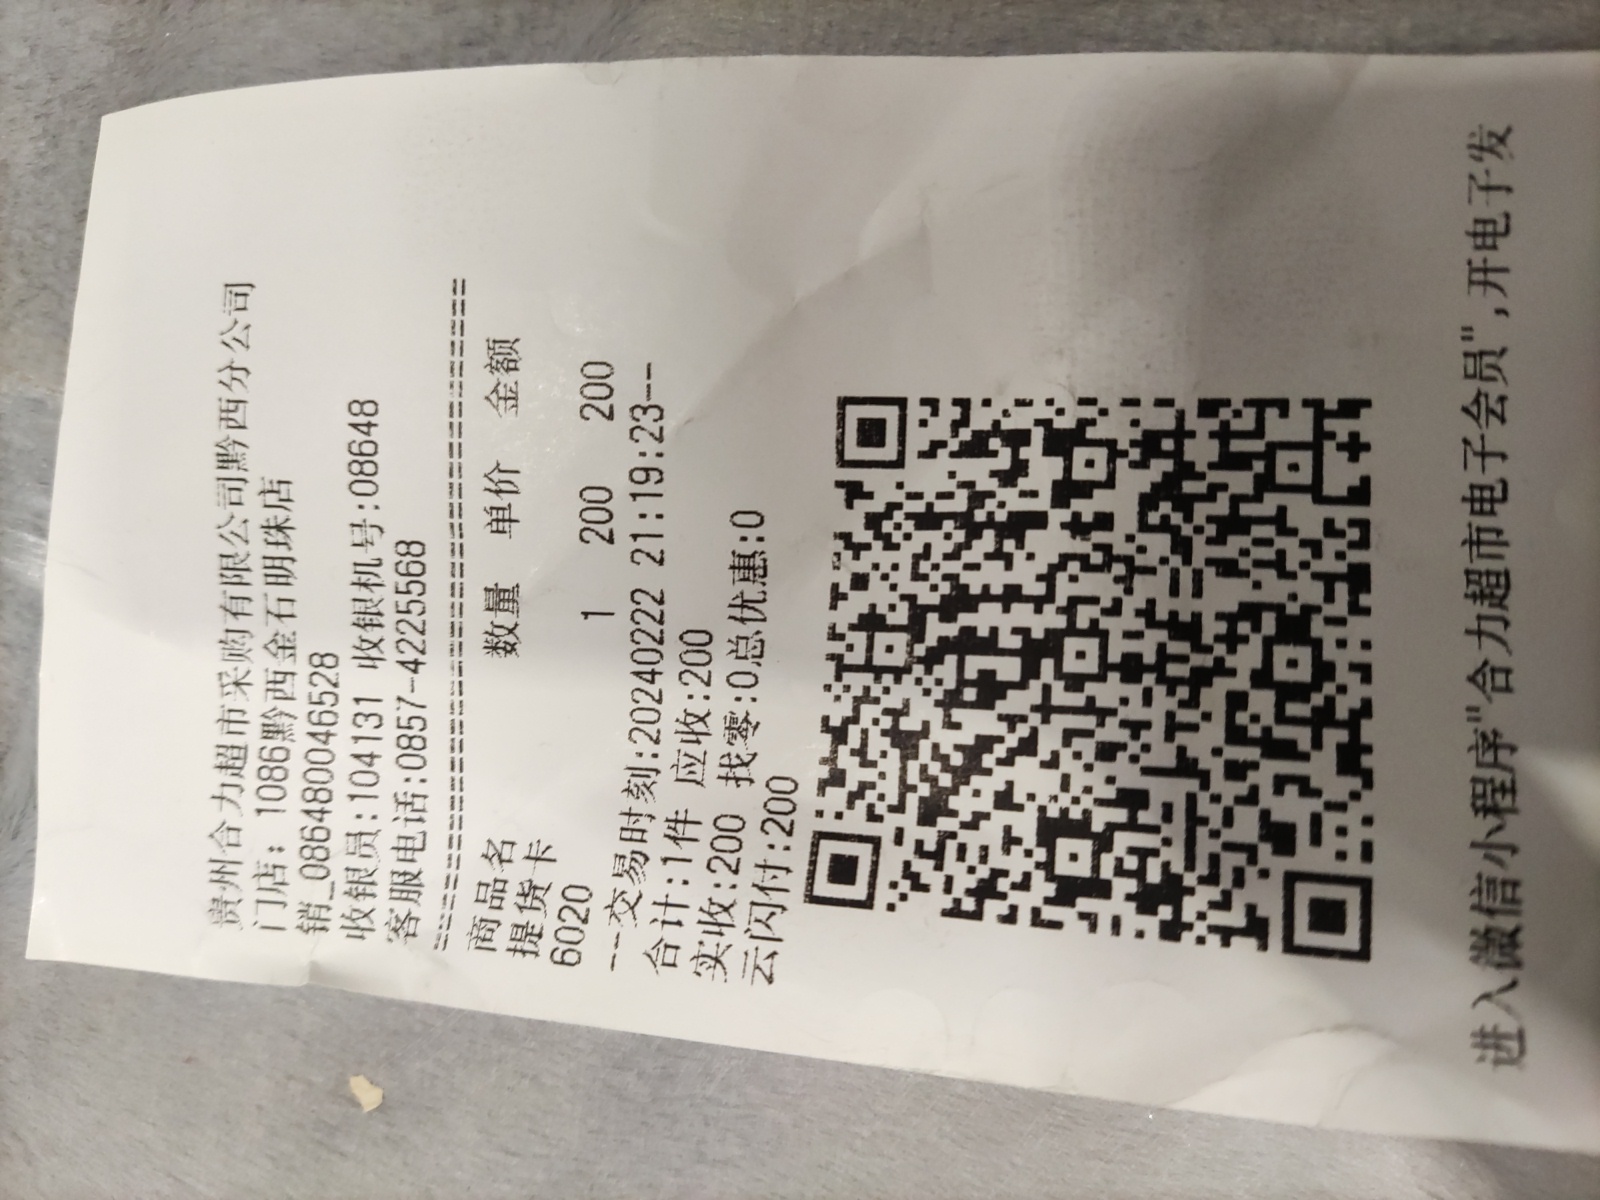 贵州合力超市采购有限公司黔西分公司
门店: 1086黔西金石明珠店
销_0864800046528
收银员:104131 收银机号:08648
客服电话:0857-4225568
商品名 数量 单价 金额
提货卡
6020 1 200 200
---交易时刻:20240222 21:19:23--
合计:1件 应收:200
实收:200 找零:0总优惠:0
云闪付:200
进入微信小程序"合力超市电子会员",开电子发